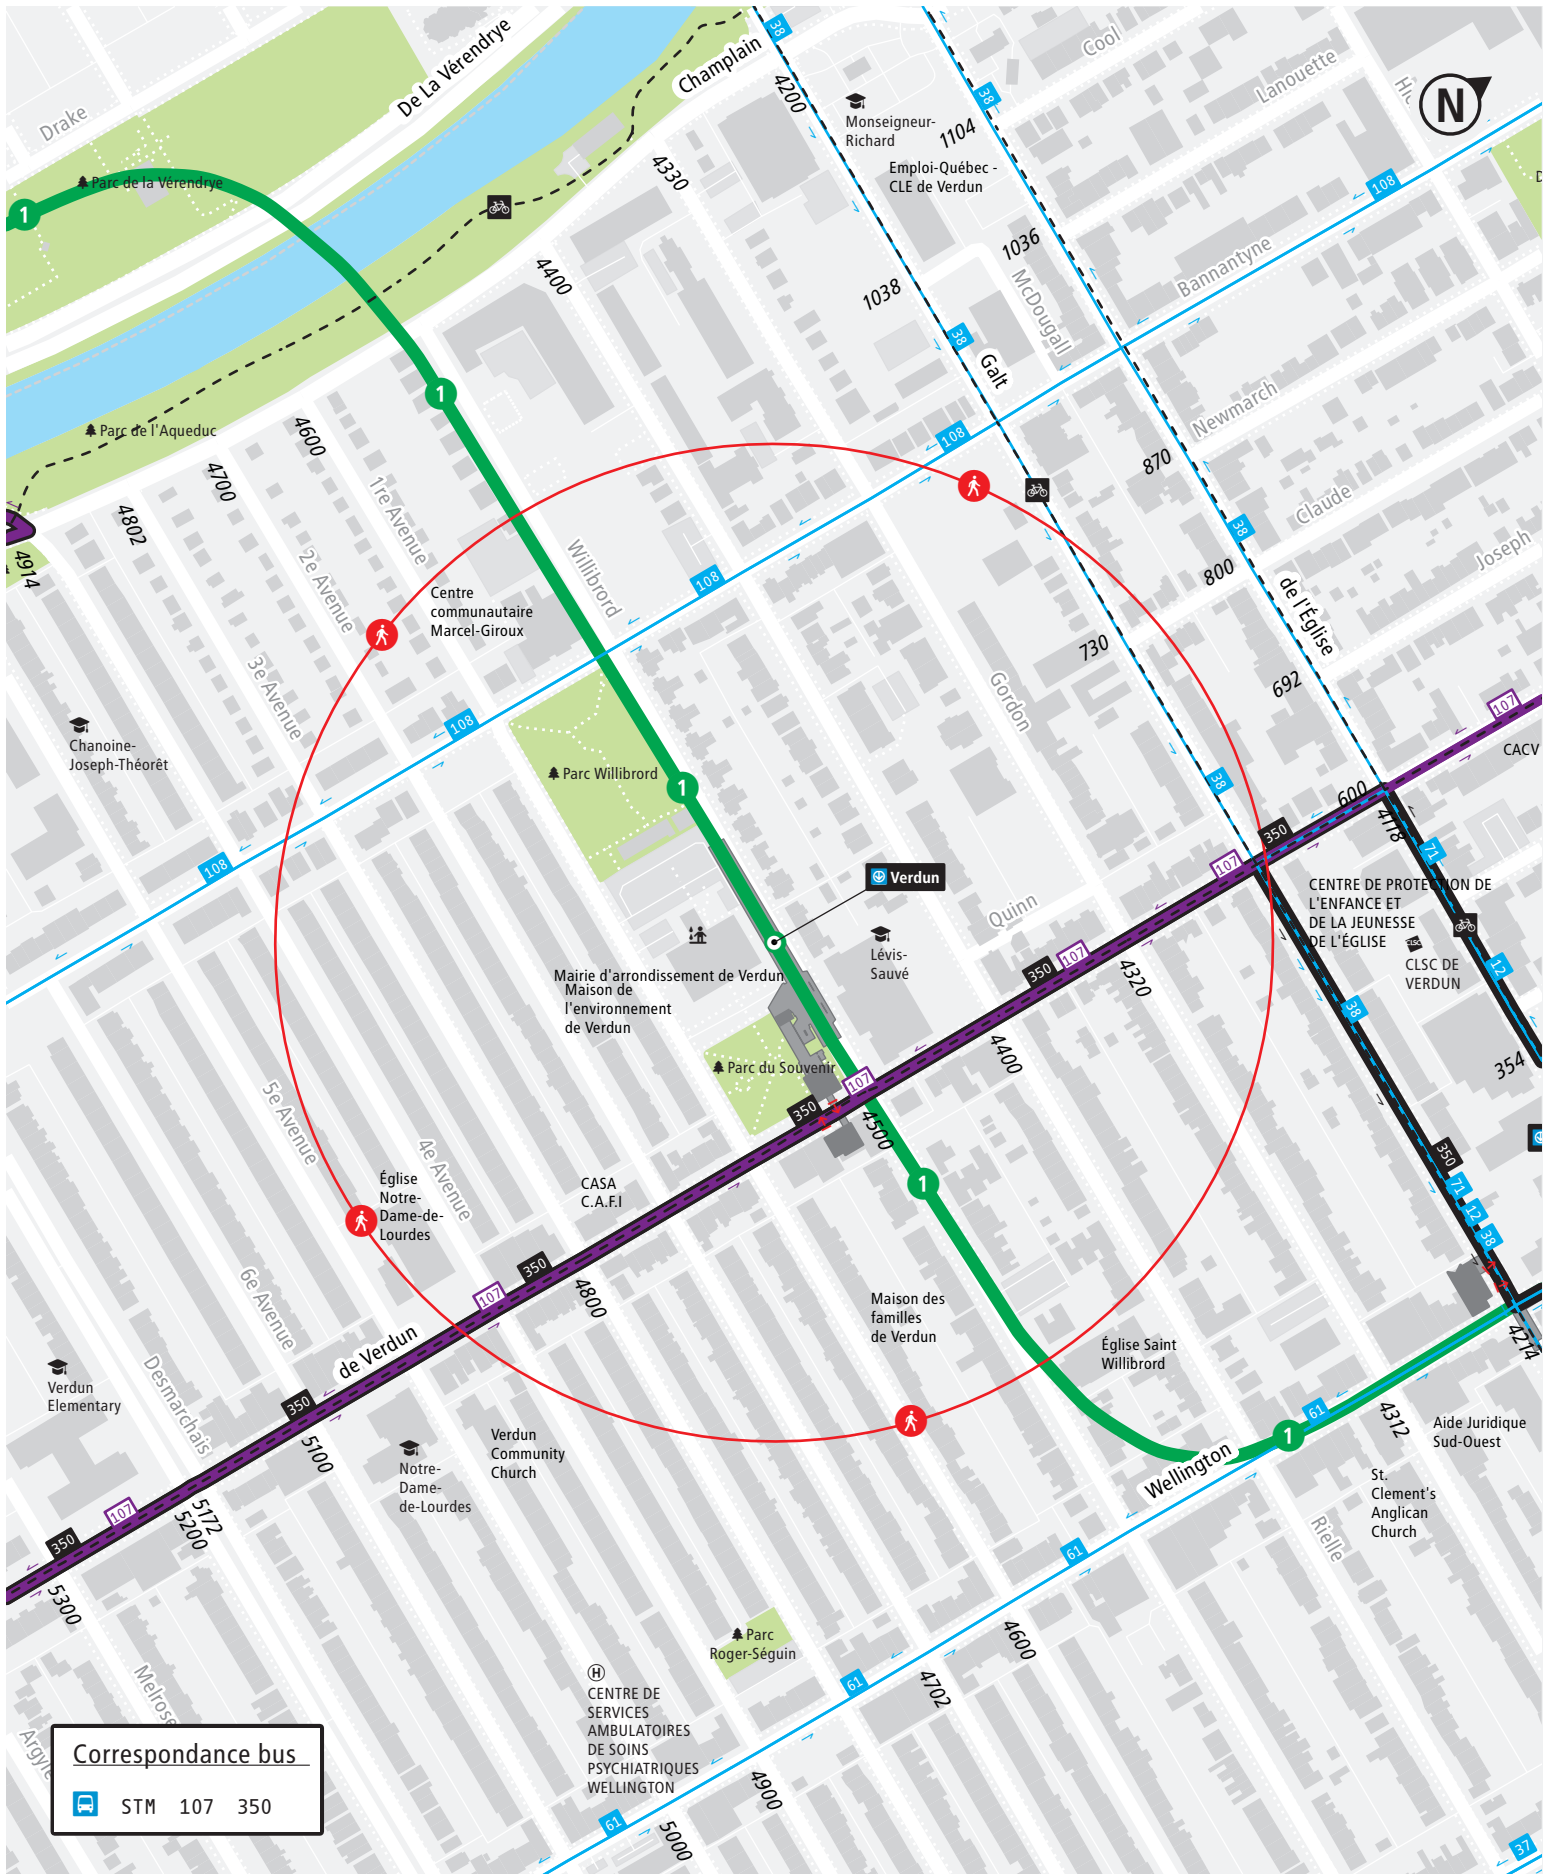 De La Vérendrye
Drake
Champlain
38
4200
38
Cool
Lanouette
N
Monseigneur-
Richard
1104
Emploi-Québec -
CLE de Verdun
108
4330
Parc de la Vérendrye
1
4400
1036
1038
McDougall
Bannantyne
38
Galt
1
Parc de l'Aqueduc
4600
4700
4802
4914
1re Avenue
2e Avenue
3e Avenue
108
Newmarch
870
Claude
38
Joseph
800
Willibrord
108
Centre
communautaire
Marcel-Giroux
de l'Église
730
692
Gordon
107
CACV
Chanoine-
Joseph-Théorêt
108
Parc Willibrord
1
38
600
4118
350
71
107
108
Verdun
CENTRE DE PROTECTION DE
L'ENFANCE ET
DE LA JEUNESSE
DE L'ÉGLISE
CLSC DE
VERDUN
12
Quinn
Lévis-
Sauvé
350
107
4320
38
Mairie d'arrondissement de Verdun
Maison de
l'environnement
de Verdun
4400
354
Parc du Souvenir
107
350
4500
5e Avenue
4e Avenue
350
71
12
38
1
Église
Notre-
Dame-de-
Lourdes
CASA
C.A.F.I
350
107
4800
6e Avenue
Maison des
familles
de Verdun
Église Saint
Willibrord
4214
de Verdun
Desmarchais
Verdun
Elementary
350
5100
Notre-
Dame-
de-Lourdes
Verdun
Community
Church
61
4312
Aide Juridique
Sud-Ouest
1
Wellington
St.
Clement's
Anglican
Church
Rielle
107
5172
5200
350
5300
61
4600
Parc
Roger-Séguin
4702
61
Melrose
Argyle
H
CENTRE DE
SERVICES
AMBULATOIRES
DE SOINS
PSYCHIATRIQUES
WELLINGTON
4900
61
5000
37
Correspondance bus
STM 107 350